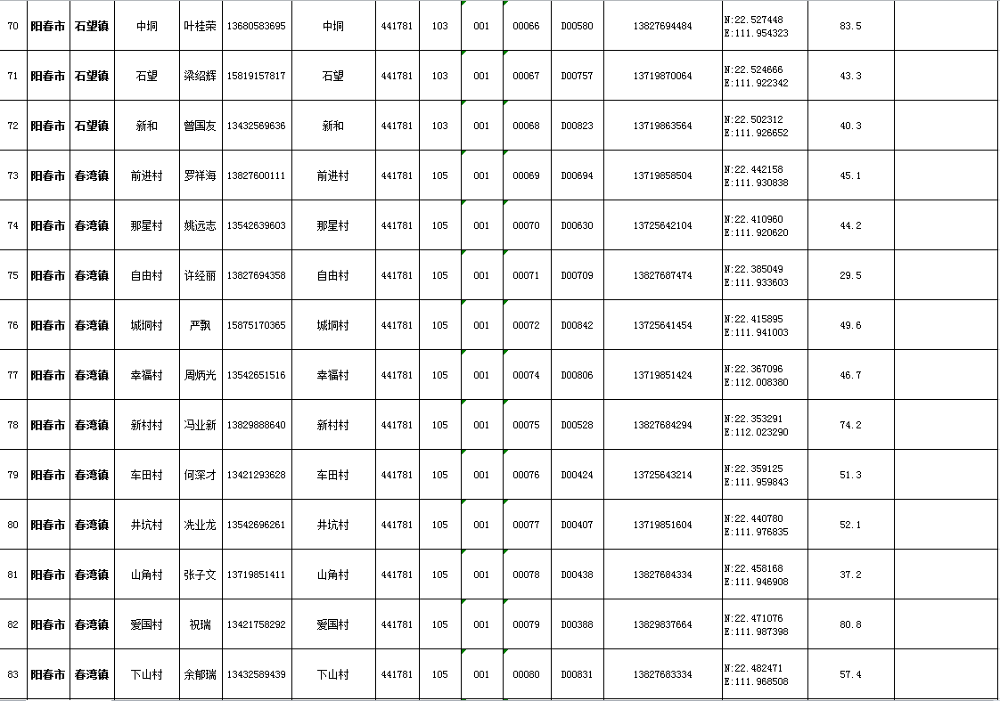 70 阳春市 石望镇 中垌 叶桂荣 13680583695 中垌 441781 103 001 00066 D00580 13827694484 N:22.527448 E:111.954323 83.5
71 阳春市 石望镇 石望 梁绍辉 15819157817 石望 441781 103 001 00067 D00757 13719870064 N:22.524666 E:111.922342 43.3
72 阳春市 石望镇 新和 曾国友 13432569636 新和 441781 103 001 00068 D00823 13719863564 N:22.502312 E:111.926652 40.3
73 阳春市 春湾镇 前进村 罗祥海 13827600111 前进村 441781 105 001 00069 D00694 13719858504 N:22.442158 E:111.930838 45.1
74 阳春市 春湾镇 那星村 姚远志 13542639603 那星村 441781 105 001 00070 D00630 13725642104 N:22.410960 E:111.920620 44.2
75 阳春市 春湾镇 自由村 许经丽 13827694358 自由村 441781 105 001 00071 D00709 13827687474 N:22.385049 E:111.933603 29.5
76 阳春市 春湾镇 城垌村 严飘 15875170365 城垌村 441781 105 001 00072 D00842 13725641454 N:22.415895 E:111.941003 49.6
77 阳春市 春湾镇 幸福村 周炳光 13542651516 幸福村 441781 105 001 00074 D00806 13719851424 N:22.367096 E:112.008380 46.7
78 阳春市 春湾镇 新村村 冯业新 13829888640 新村村 441781 105 001 00075 D00528 13827684294 N:22.353291 E:112.023290 74.2
79 阳春市 春湾镇 车田村 何深才 13421293628 车田村 441781 105 001 00076 D00424 13725643214 N:22.359125 E:111.959843 51.3
80 阳春市 春湾镇 井坑村 冼业龙 13542696261 井坑村 441781 105 001 00077 D00407 13719851604 N:22.440780 E:111.976835 52.1
81 阳春市 春湾镇 山角村 张子文 13719851411 山角村 441781 105 001 00078 D00438 13827684334 N:22.458168 E:111.946908 37.2
82 阳春市 春湾镇 爱国村 祝瑞 13421758292 爱国村 441781 105 001 00079 D00388 13829837664 N:22.471076 E:111.987398 80.8
83 阳春市 春湾镇 下山村 余郁瑞 13432589439 下山村 441781 105 001 00080 D00831 13827683334 N:22.482471 E:111.968508 57.4